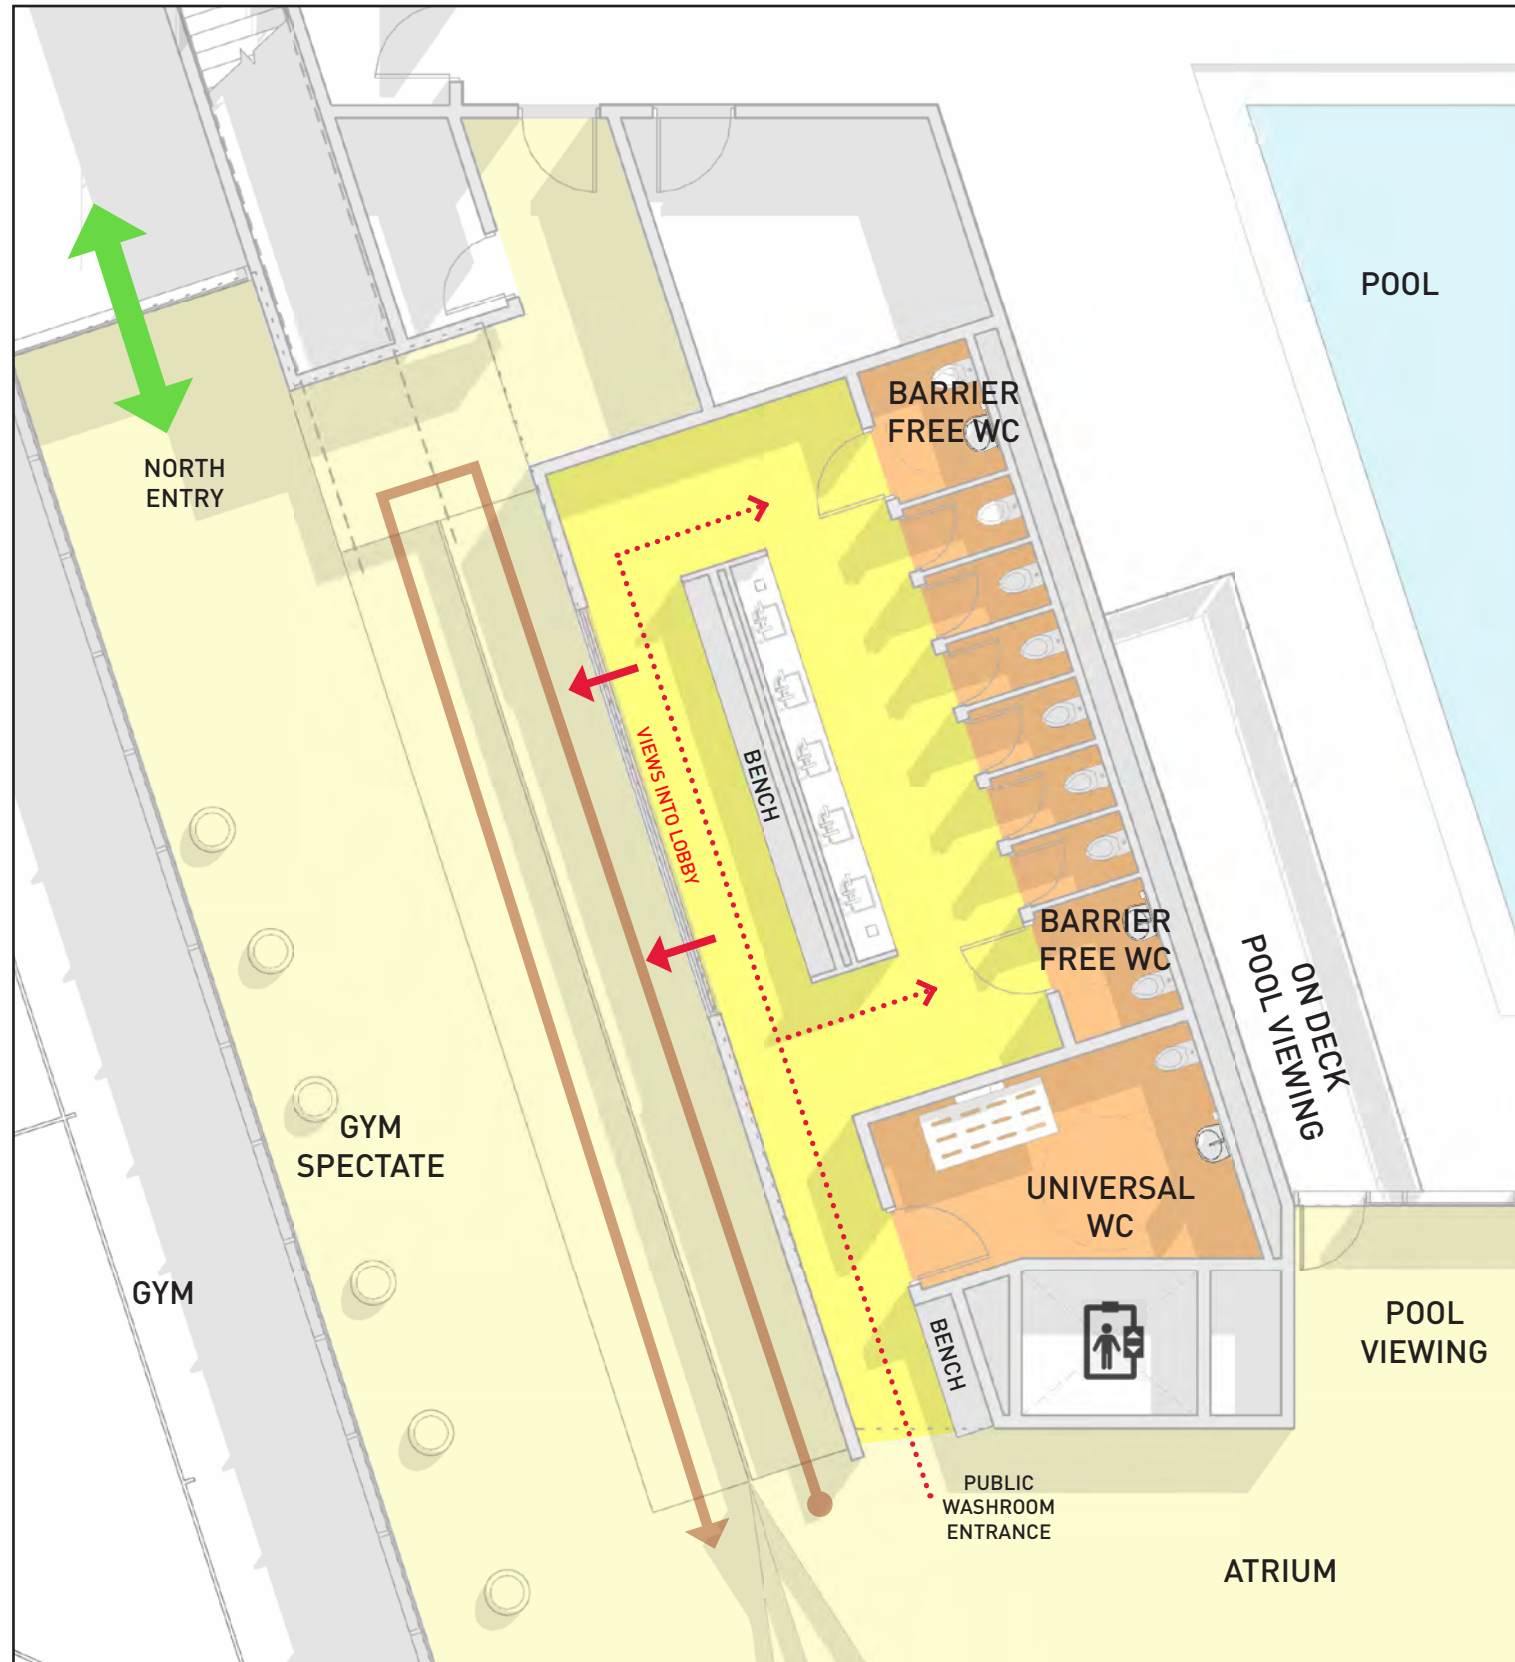 POOL
BARRIER
FREE WC
NORTH
ENTRY
VIEWS INTO LOBBY
BENCH
BARRIER
FREE WC
ON DECK
POOL VIEWING
GYM
SPECTATE
UNIVERSAL
WC
GYM
BENCH
POOL
VIEWING
PUBLIC
WASHROOM
ENTRANCE
ATRIUM